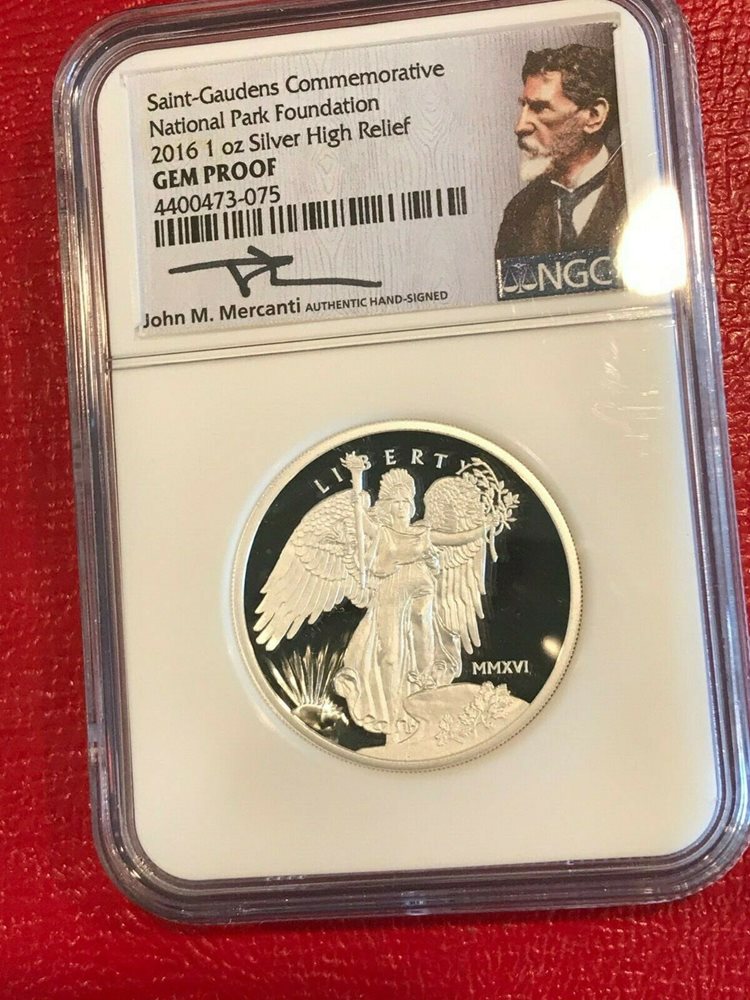 Saint-Gaudens Commemorative
National Park Foundation
2016 1 oz Silver High Relief
GEM PROOF
4400473-075
John M. Mercanti AUTHENTIC HAND-SIGNED
NGC
LIBERTY
MMXVI